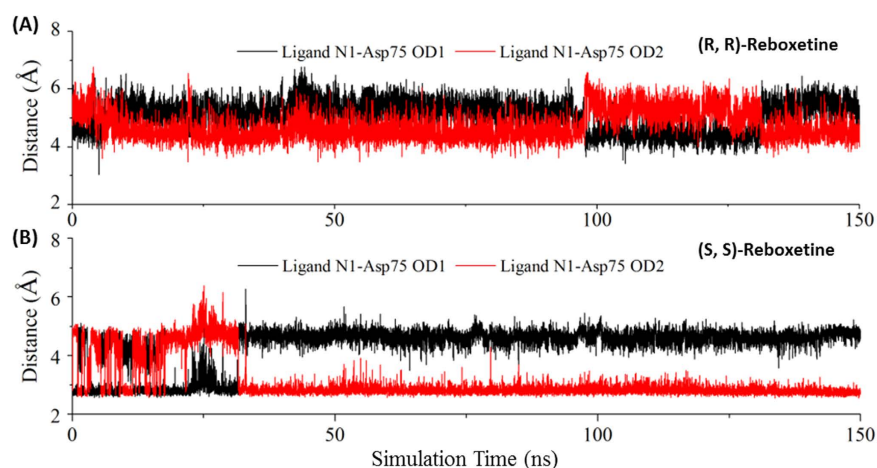 (A)
8
Ligand N1-Asp75 OD1
Ligand N1-Asp75 OD2
(R, R)-Reboxetine
6
4
2
Distance (Å)
0
50
100
150
(B)
8
Ligand N1-Asp75 OD1
Ligand N1-Asp75 OD2
(S, S)-Reboxetine
6
4
2
Distance (Å)
0
50
100
150
Simulation Time (ns)